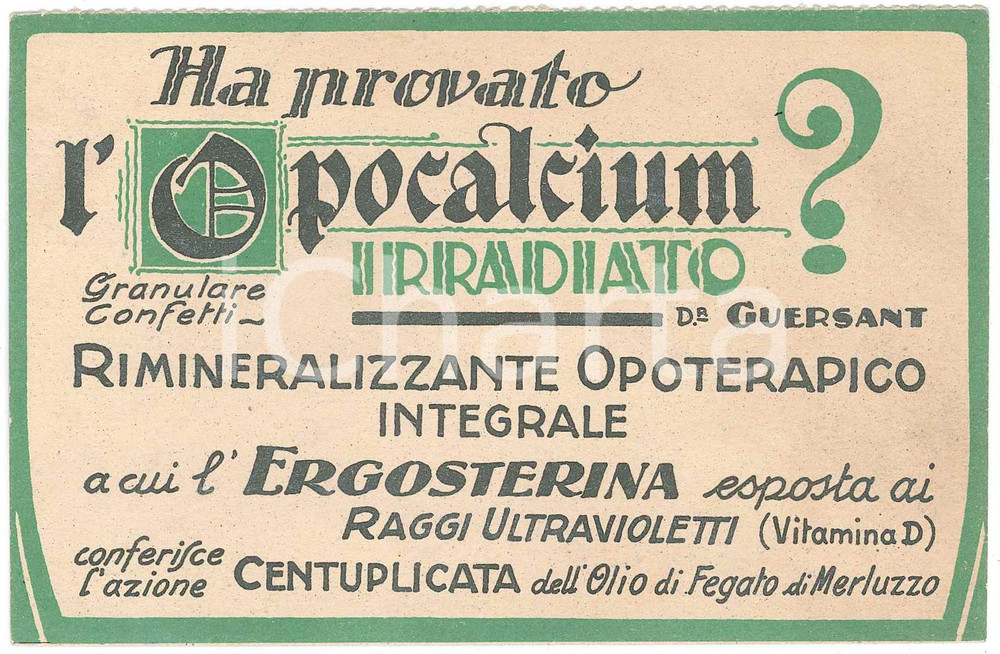 Ha provato
l'Opocalcium?
IRRADIATO
Granulare
Confetti
D.R GUERSANT
RIMINERALIZZANTE OPOTERAPICO
INTEGRALE
a cui l'ERGOSTERINA esposta ai
RAGGI ULTRAVIOLETTI (Vitamina D)
conferisce
l'azione CENTUPLICATA dell'Olio di Fegato di Merluzzo
iCharta